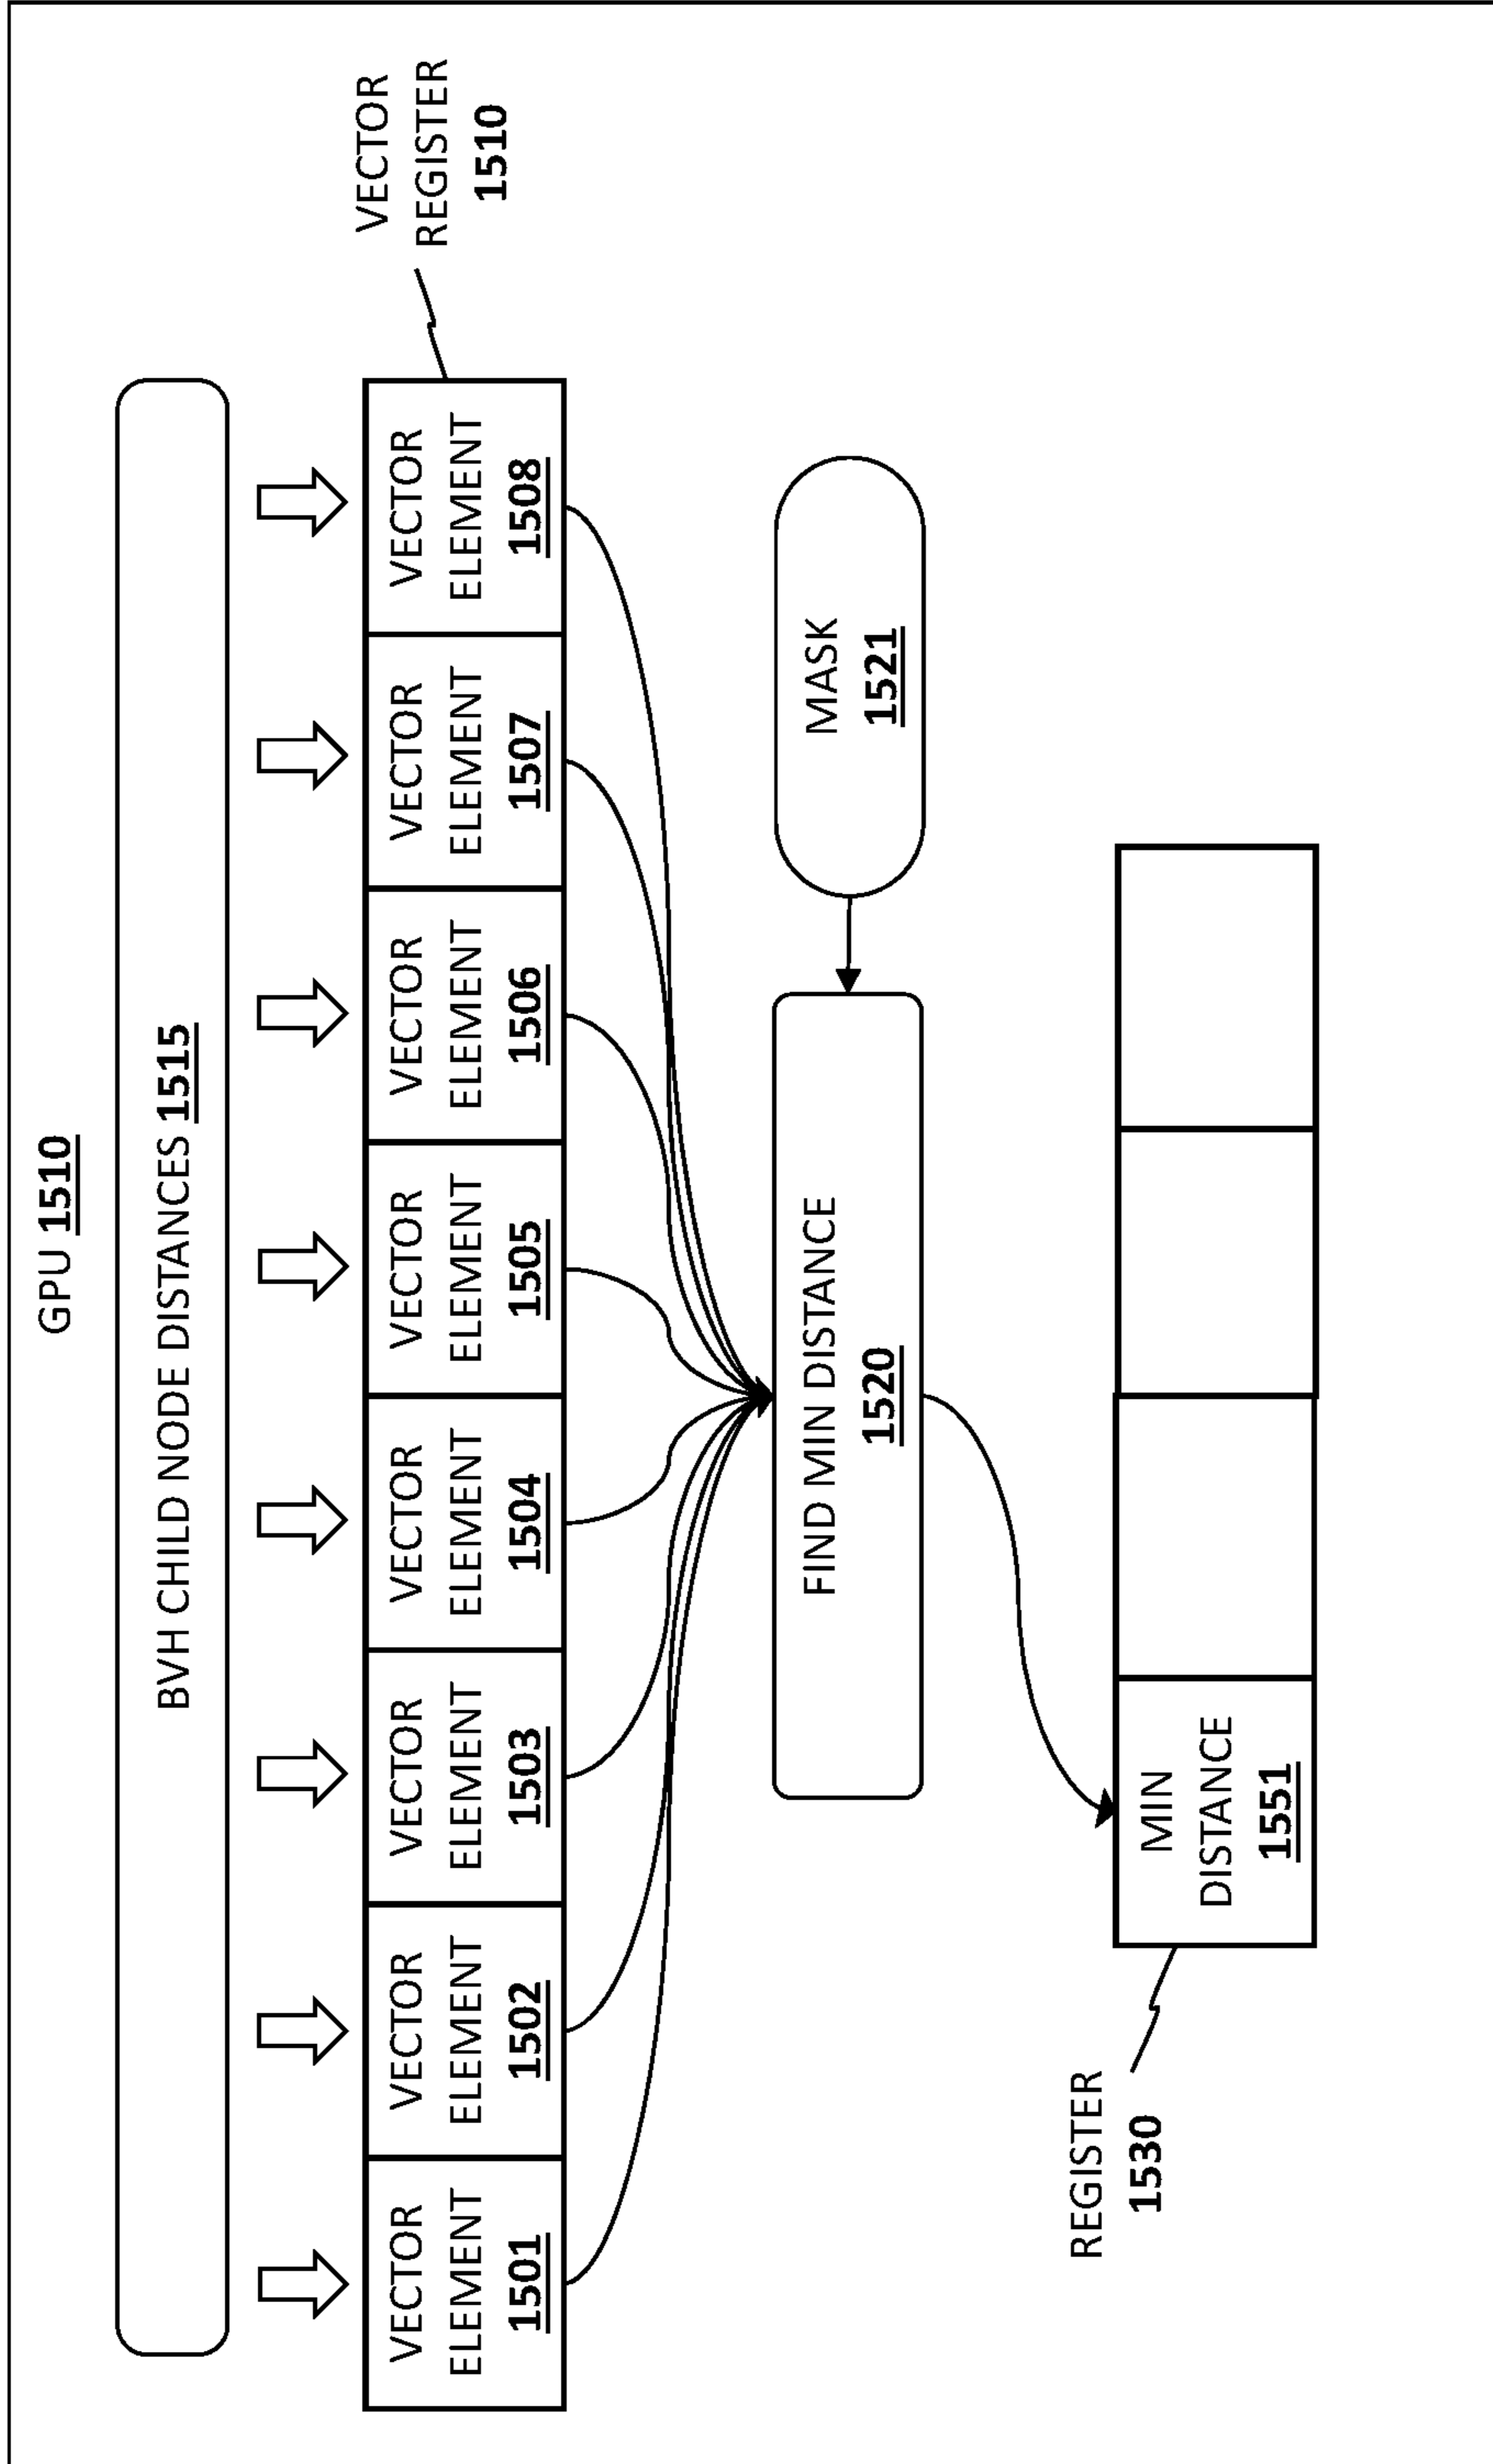 GPU 1510
BVH CHILD NODE DISTANCES 1515
VECTOR
ELEMENT
1501
VECTOR
ELEMENT
1502
VECTOR
ELEMENT
1503
VECTOR
ELEMENT
1504
VECTOR
ELEMENT
1505
VECTOR
ELEMENT
1506
VECTOR
ELEMENT
1507
VECTOR
ELEMENT
1508
VECTOR
REGISTER
1510
FIND MIN DISTANCE
1520
MASK
1521
REGISTER
1530
MIN
DISTANCE
1551